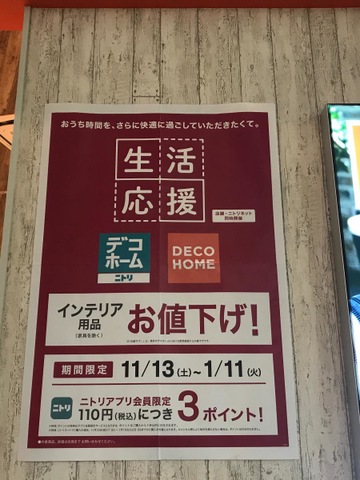 おうち時間を、さらに快適に過ごしていただきたくて。
生活
応援
店舗・ニトリネット
同時開催
デコ
ホーム
ニトリ
DECO
HOME
インテリア
用品
(家具を除く)
お値下げ!
期間限定 11/13(土)~1/11(火)
ニトリ
ニトリアプリ会員限定
110円(税込)につき3ポイント!